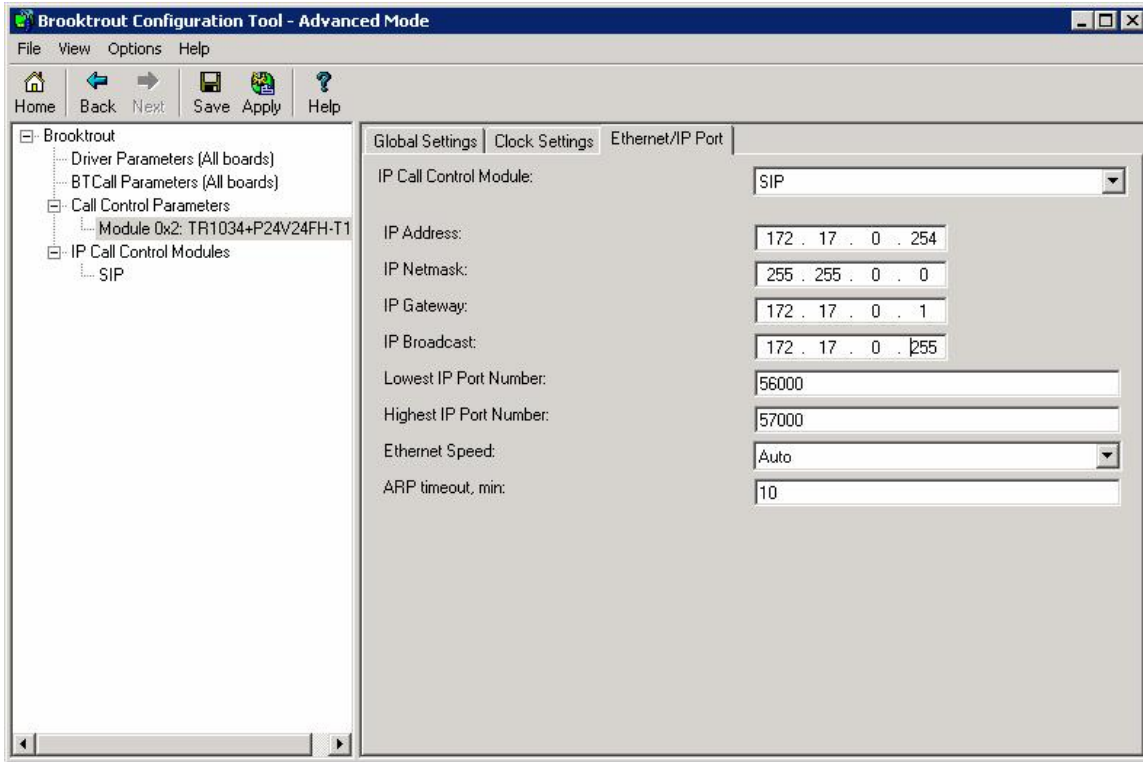 Brooktrout Configuration Tool - Advanced Mode
File View Options Help
Home Back Next Save Apply Help
Brooktrout
Driver Parameters (All boards)
BTCall Parameters (All boards)
Call Control Parameters
Module 0x2: TR1034+P24V24FH-T1
IP Call Control Modules
SIP
Global Settings Clock Settings Ethernet/IP Port
IP Call Control Module: SIP
IP Address: 172 . 17 . 0 . 254
IP Netmask: 255 . 255 . 0 . 0
IP Gateway: 172 . 17 . 0 . 1
IP Broadcast: 172 . 17 . 0 . 255
Lowest IP Port Number: 56000
Highest IP Port Number: 57000
Ethernet Speed: Auto
ARP timeout, min: 10